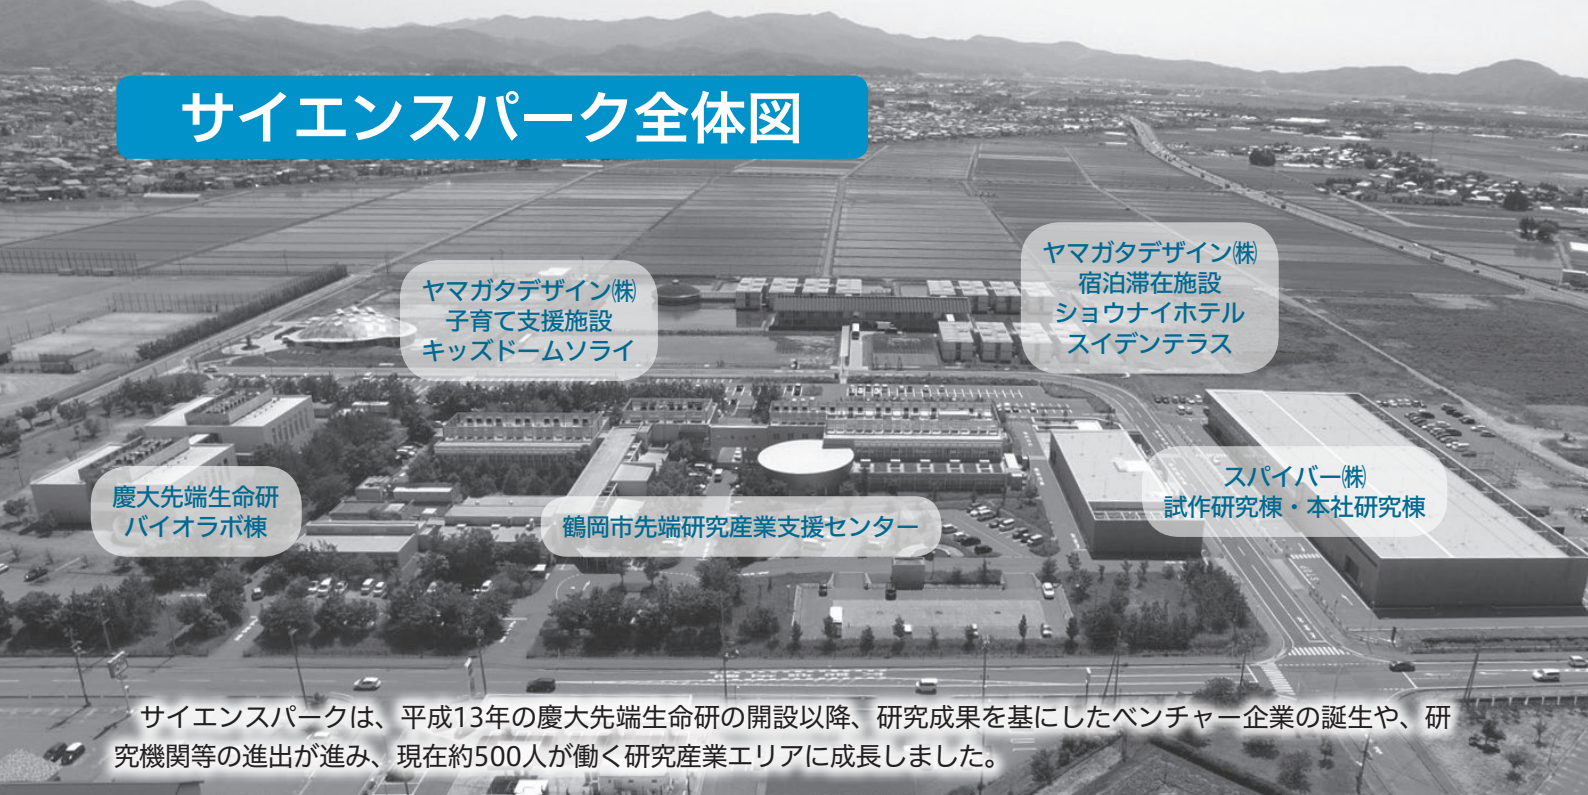 サイエンスパーク全体図
ヤマガタデザイン㈱
宿泊滞在施設
ショウナイホテル
スイデンテラス
ヤマガタデザイン㈱
子育て支援施設
キッズドームソライ
慶大先端生命研
バイオラボ棟
鶴岡市先端研究産業支援センター
スパイバー㈱
試作研究棟・本社研究棟
サイエンスパークは、平成13年の慶大先端生命研の開設以降、研究成果を基にしたベンチャー企業の誕生や、研
究機関等の進出が進み、現在約500人が働く研究産業エリアに成長しました。